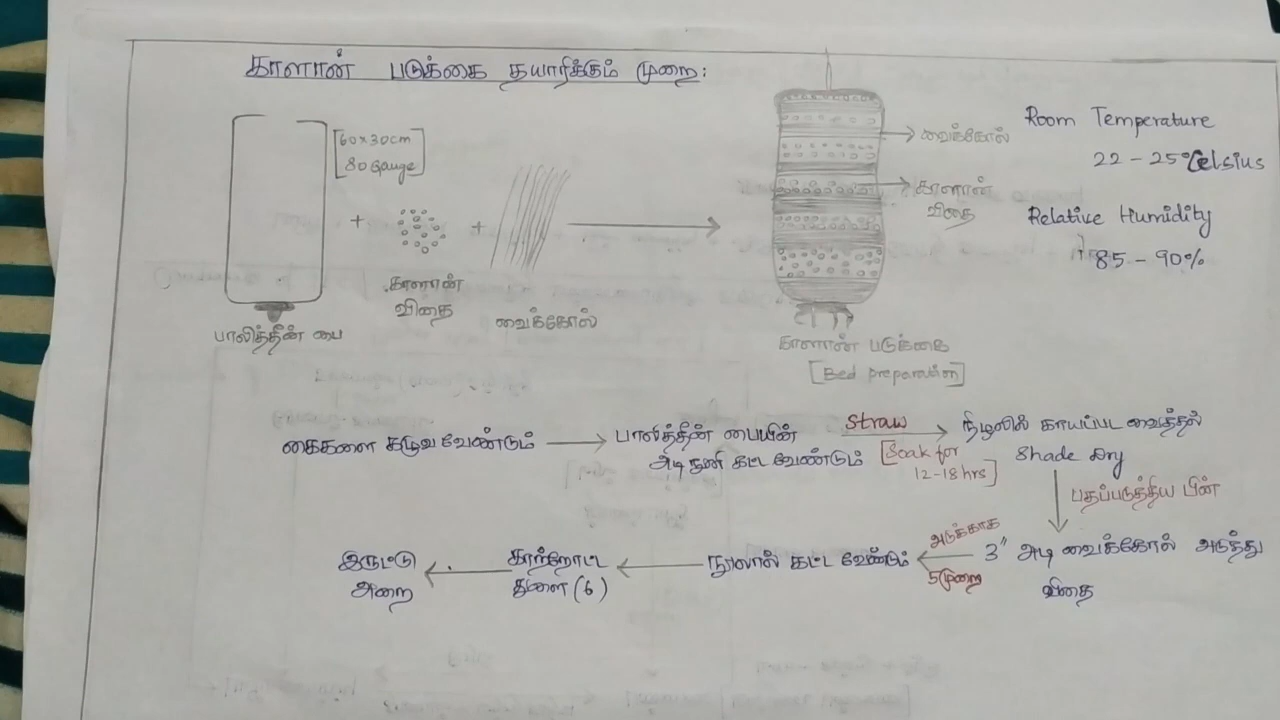 காளான் படுக்கை தயாரிக்கும் முறை:
[60x30cm
80 Gauge]
+
+
காளான்
விதை
வைக்கோல்
பாலித்தீன் பை
வைக்கோல்
காளான்
விதை
காளான் படுக்கை
[Bed preparation]
Room Temperature
22 - 25°Celsius
Relative Humidity
85 - 90%
கைகளை கழுவ வேண்டும்
பாலித்தீன் பையின்
அடி நுனி கட்ட வேண்டும்
Straw
[Soak for
12-18 hrs]
நிழலில் காயப்பட வைத்தல்
Shade Dry
பதப்படுத்திய பின்
3" அடி வைக்கோல் அடுத்து
விதை
அடுக்காக
5முறை
நூலால் கட்ட வேண்டும்
காற்றோட்ட
துளை (6)
இருட்டு
அறை